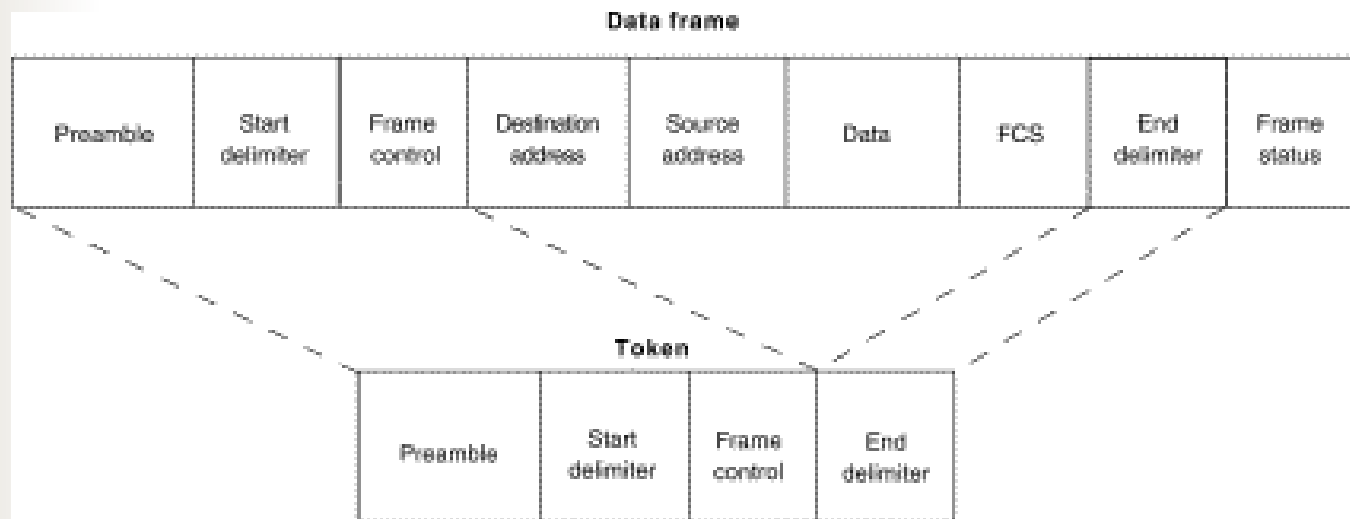 Data frame
Preamble
Start
delimiter
Frame
control
Destination
address
Source
address
Data
FCS
End
delimiter
Frame
status
Token
Preamble
Start
delimiter
Frame
control
End
delimiter